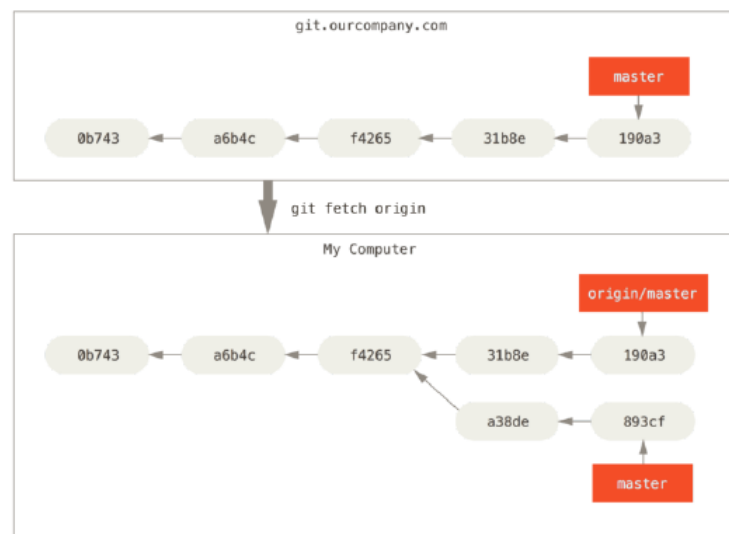 git.ourcompany.com
master
0b743
a6b4c
f4265
31b8e
190a3
git fetch origin
My Computer
origin/master
0b743
a6b4c
f4265
31b8e
190a3
a38de
893cf
master